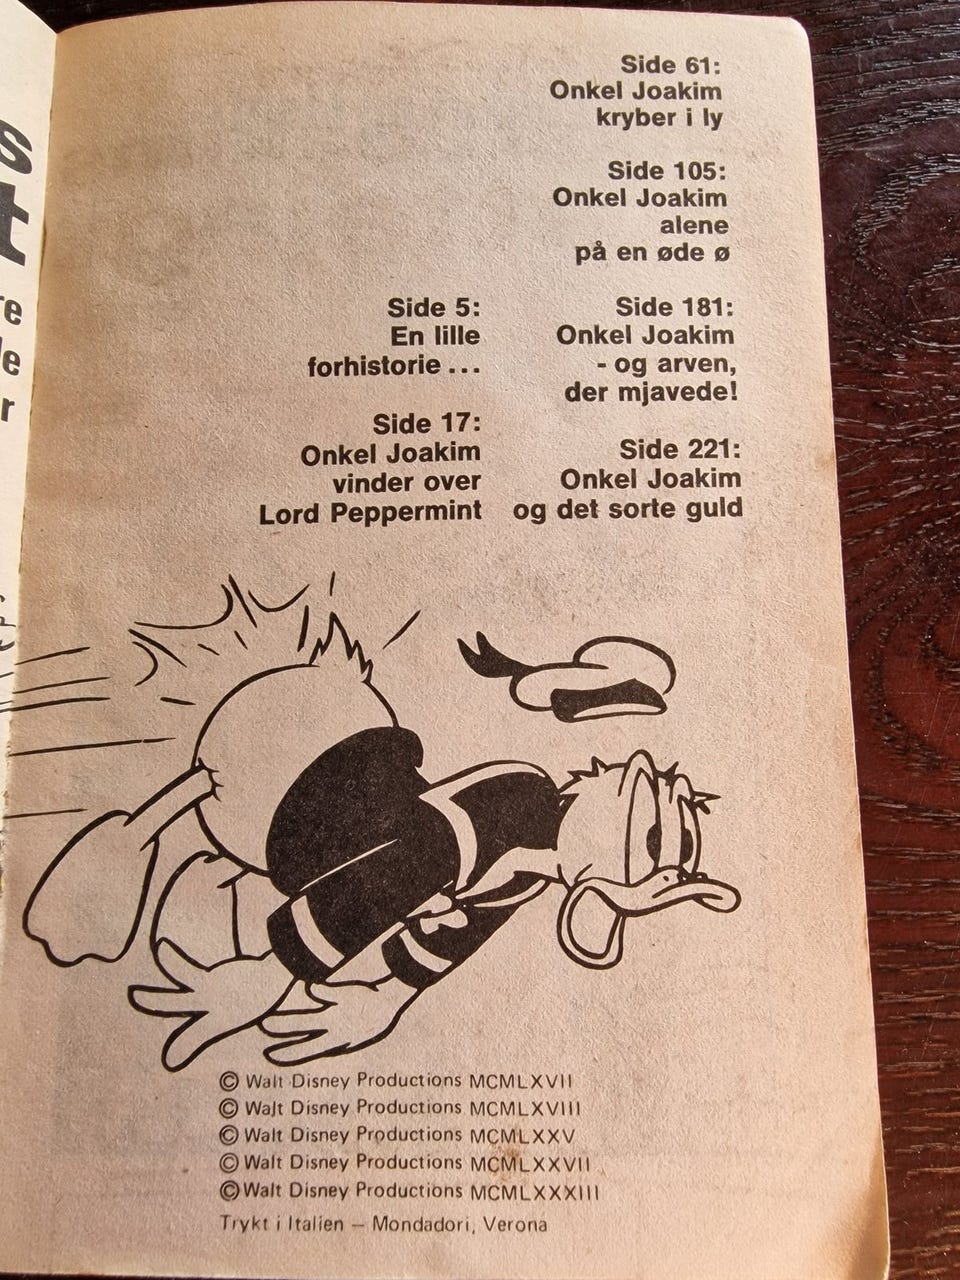 s
t
re
le
r
Side 5:
En lille
forhistorie ...
Side 17:
Onkel Joakim
vinder over
Lord Peppermint
Side 61:
Onkel Joakim
kryber i ly
Side 105:
Onkel Joakim
alene
på en øde ø
Side 181:
Onkel Joakim
- og arven,
der mjavede!
Side 221:
Onkel Joakim
og det sorte guld
© Walt Disney Productions MCMLXVII
© Walt Disney Productions MCMLXVIII
© Walt Disney Productions MCMLXXV
© Walt Disney Productions MCMLXXVII
© Walt Disney Productions MCMLXXXIII
Trykt i Italien – Mondadori, Verona